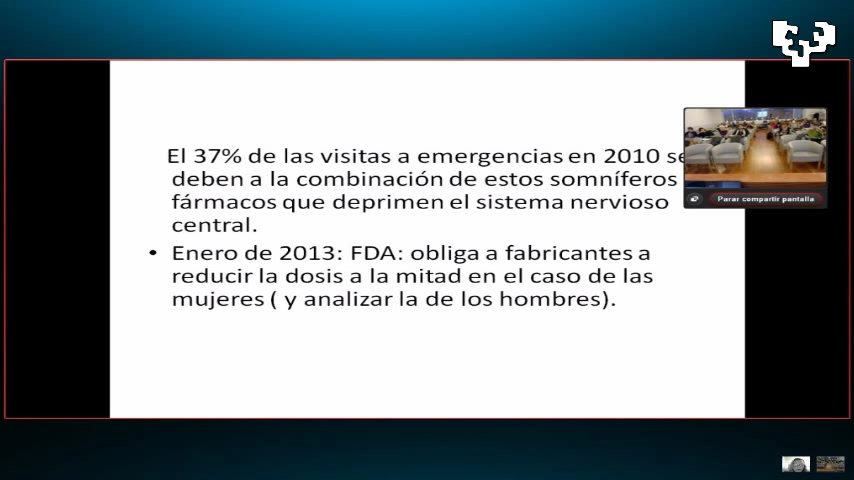 El 37% de las visitas a emergencias en 2010 se
deben a la combinación de estos somníferos
fármacos que deprimen el sistema nervioso
central.
• Enero de 2013: FDA: obliga a fabricantes a
reducir la dosis a la mitad en el caso de las
mujeres ( y analizar la de los hombres).
Parar compartir pantalla